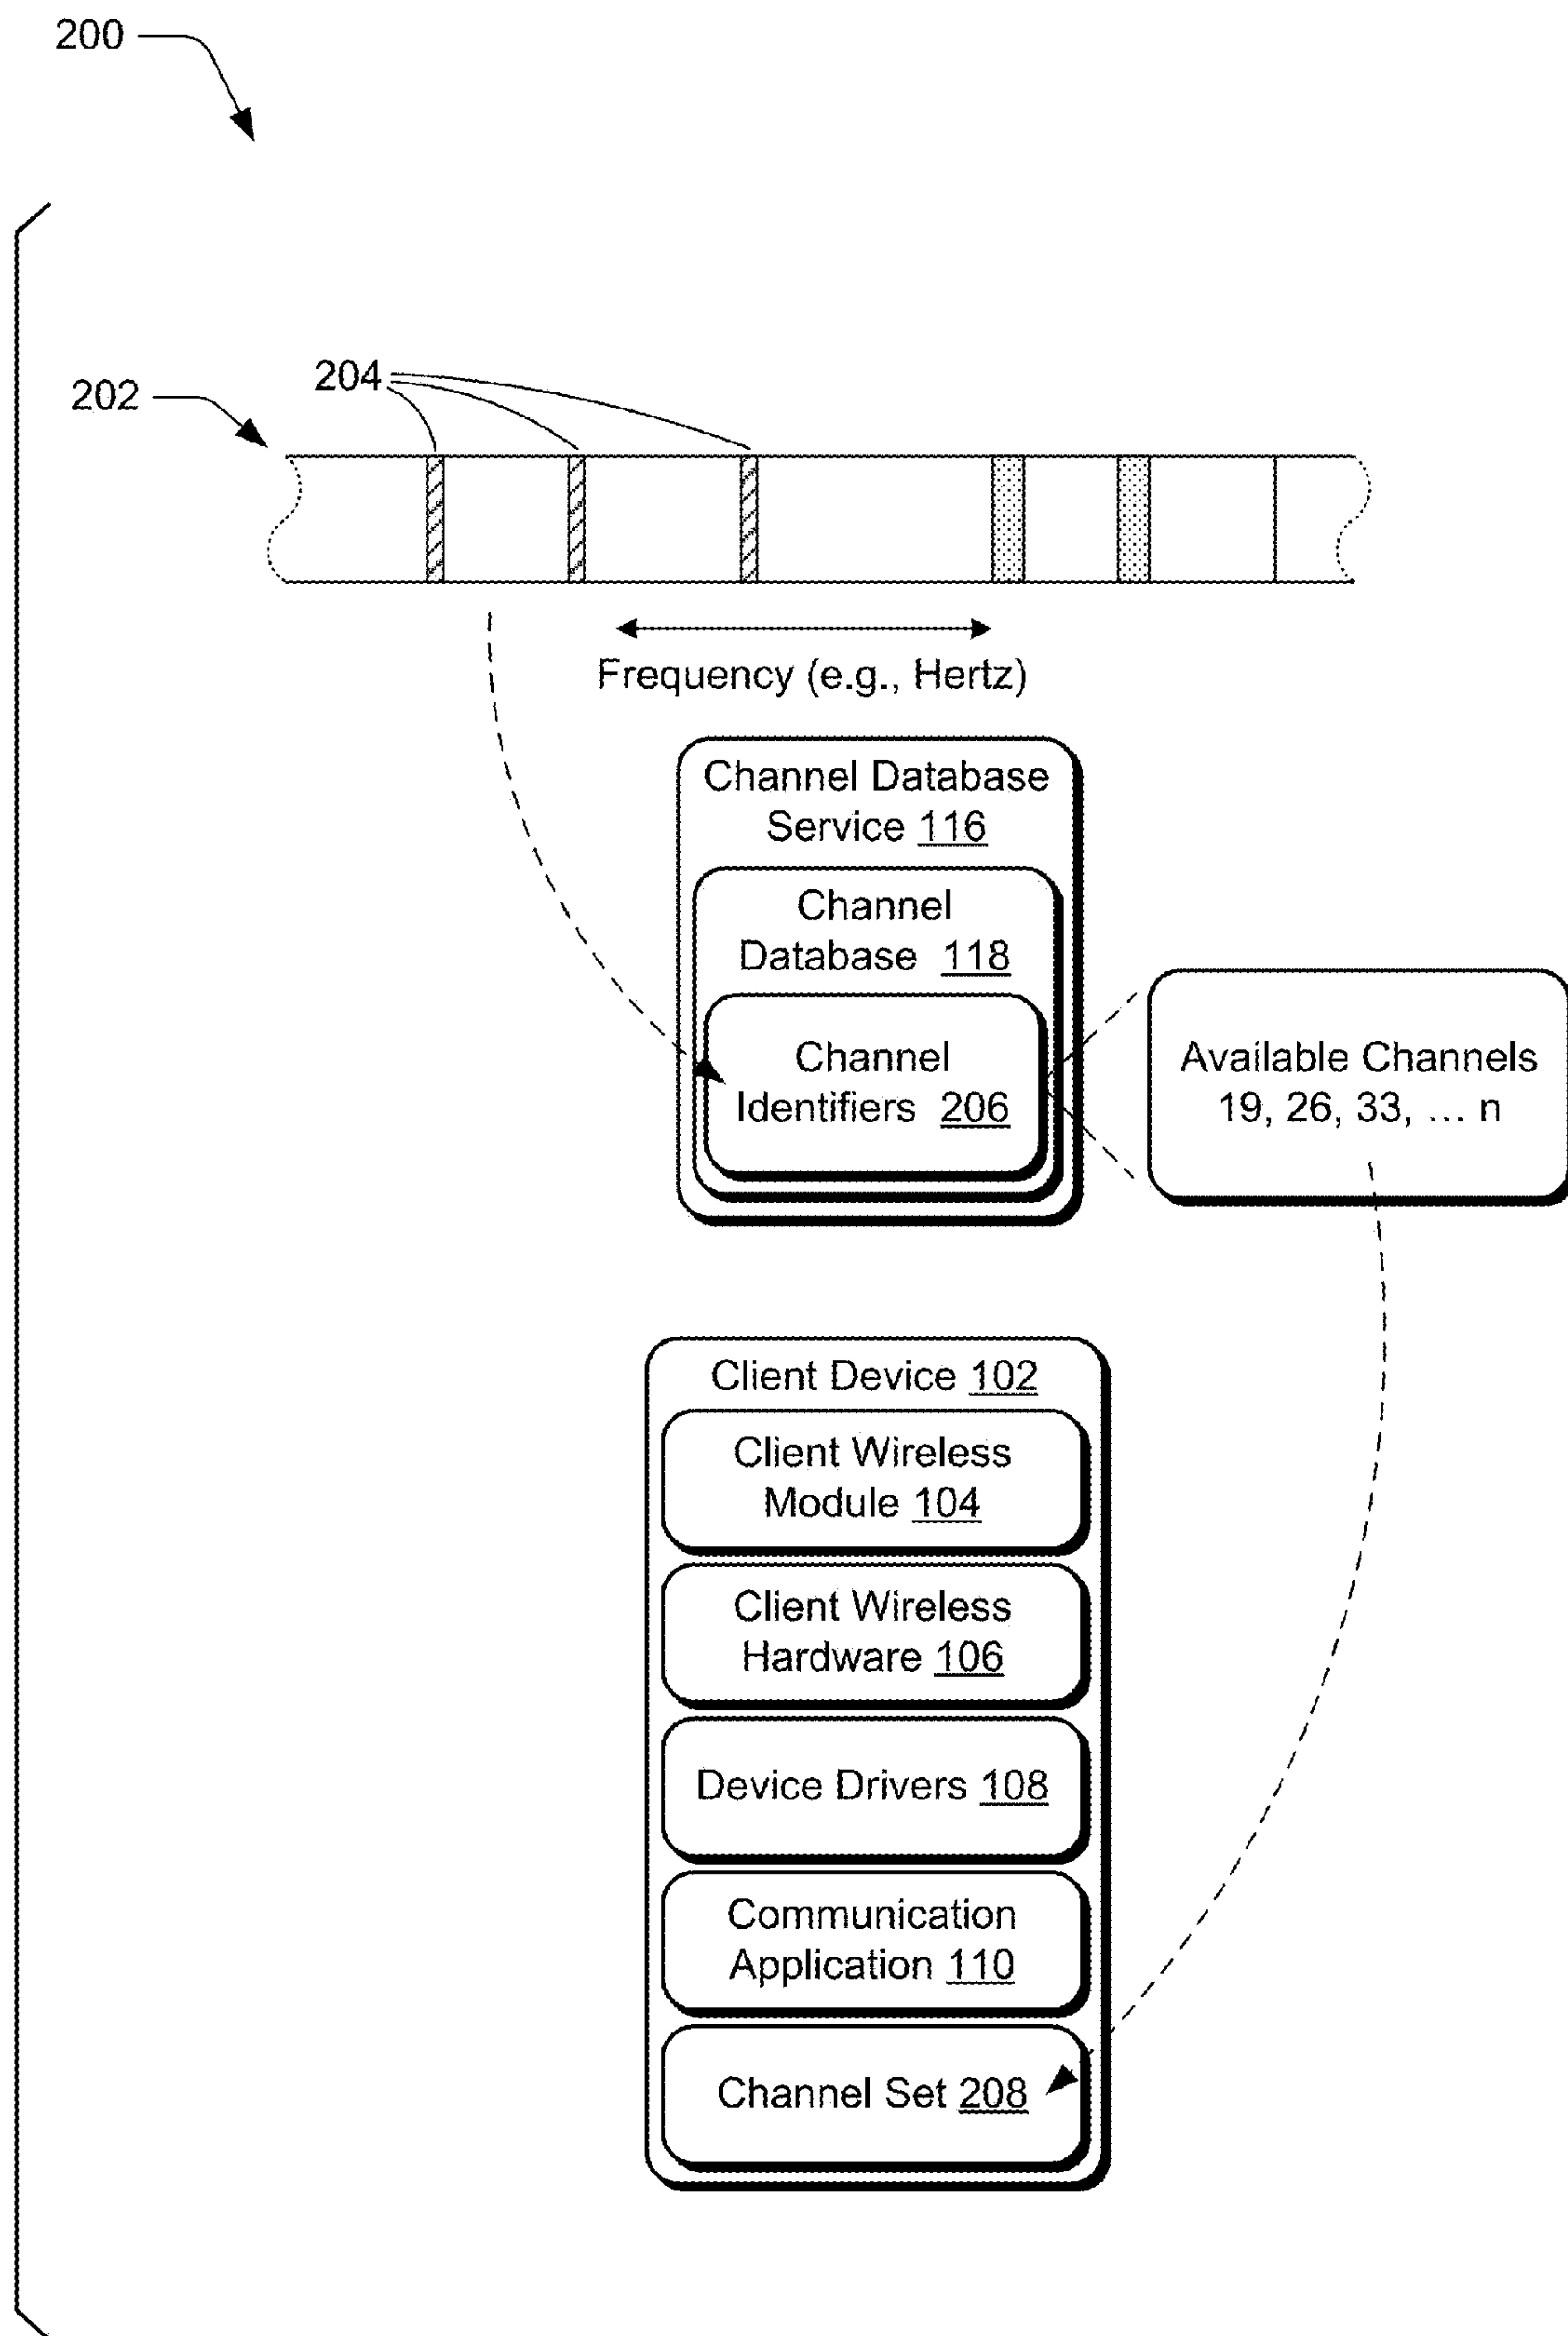 200
204
202
Frequency (e.g., Hertz)
Channel Database
Service 116
Channel
Database 118
Channel
Identifiers 206
Available Channels
19, 26, 33, ... n
Client Device 102
Client Wireless
Module 104
Client Wireless
Hardware 106
Device Drivers 108
Communication
Application 110
Channel Set 208